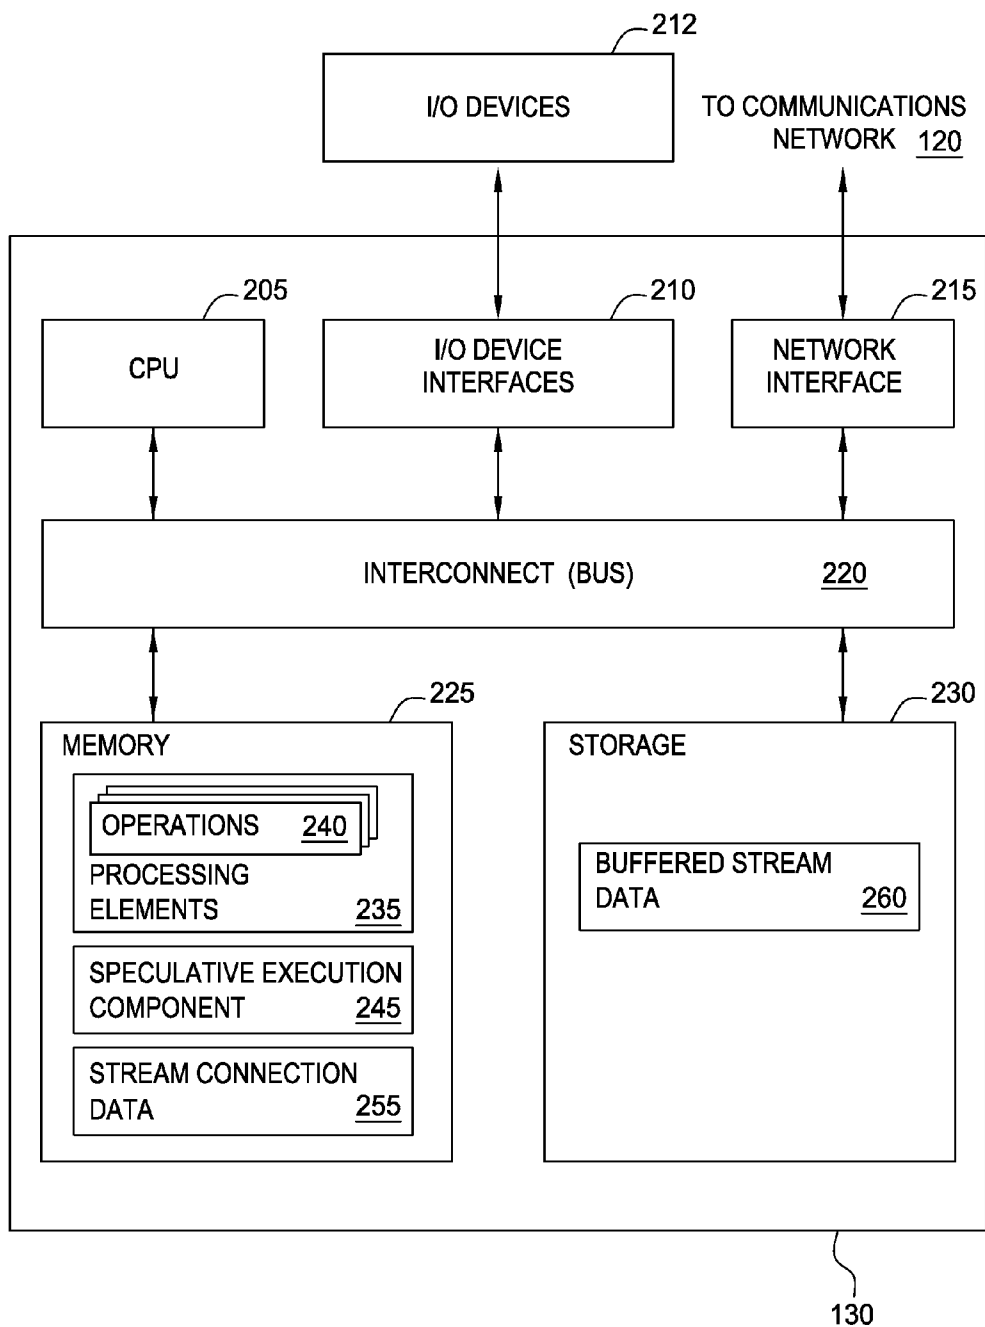 212
I/O DEVICES
TO COMMUNICATIONS
NETWORK 120
205
210
215
CPU
I/O DEVICE
INTERFACES
NETWORK
INTERFACE
INTERCONNECT (BUS) 220
225
230
MEMORY
OPERATIONS 240
PROCESSING
ELEMENTS 235
SPECULATIVE EXECUTION
COMPONENT 245
STREAM CONNECTION
DATA 255
STORAGE
BUFFERED STREAM
DATA 260
130